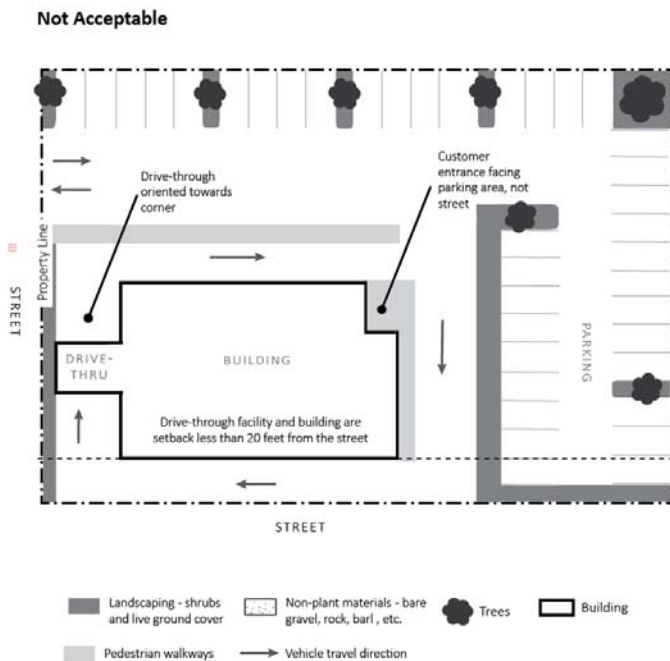 Not Acceptable
Drive-through
oriented towards
corner
Customer
entrance facing
parking area, not
street
Property Line
STREET
DRIVE-
THRU
BUILDING
PARKING
Drive-through facility and building are
setback less than 20 feet from the street
STREET
Landscaping - shrubs
and live ground cover
Non-plant materials - bare
gravel, rock, barl , etc.
Trees
Building
Pedestrian walkways
Vehicle travel direction